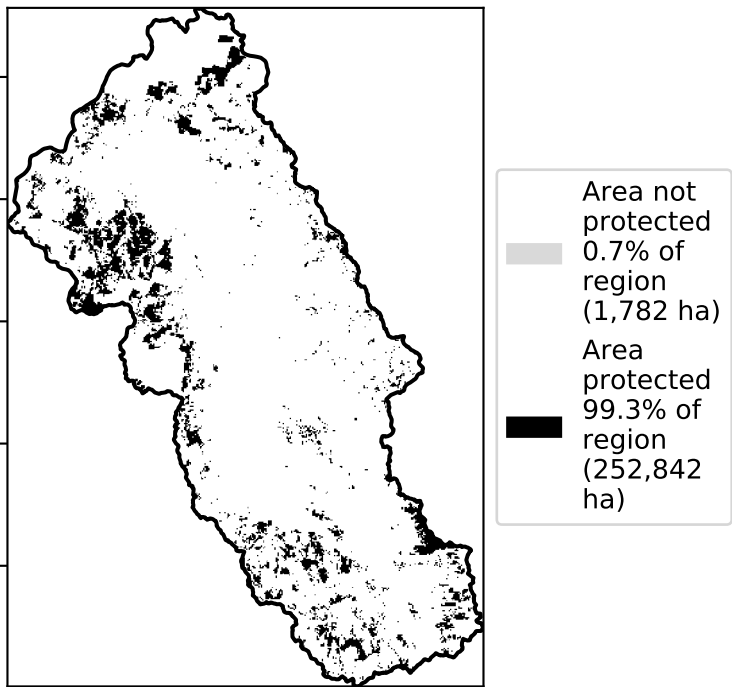 Area not
protected
0.7% of
region
(1,782 ha)
Area
protected
99.3% of
region
(252,842
ha)